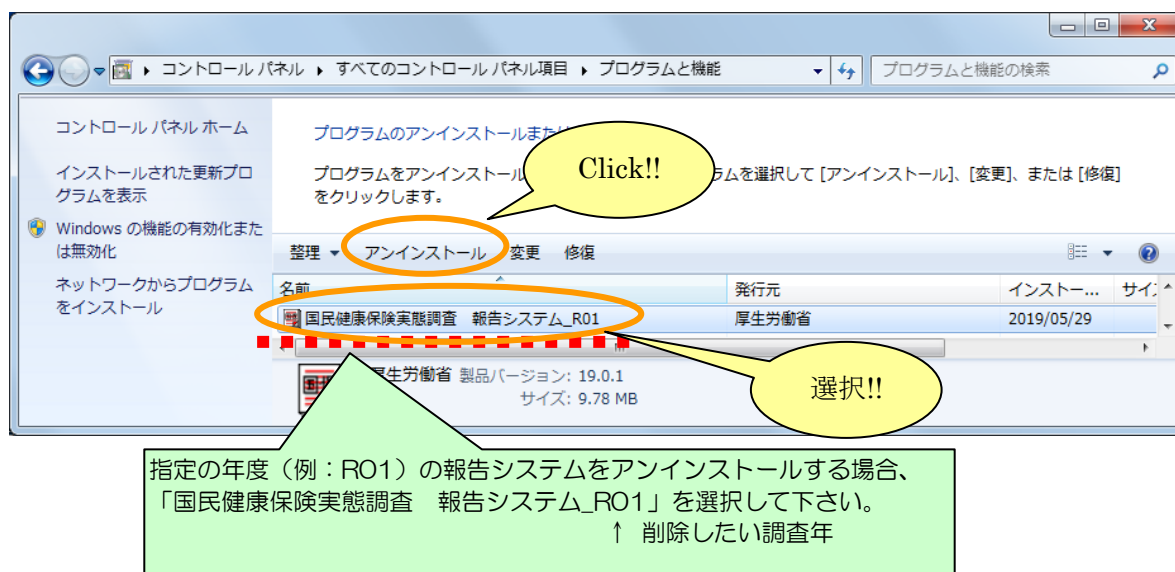 コントロール パネル ▸ すべてのコントロール パネル項目 ▸ プログラムと機能
プログラムと機能の検索
コントロール パネル ホーム
インストールされた更新プロ
グラムを表示
Windows の機能の有効化また
は無効化
ネットワークからプログラム
をインストール
プログラムのアンインストールまたは
プログラムをアンインストール
ラムを選択して [アンインストール]、[変更]、または [修復]
をクリックします。
Click!!
整理 ▼ アンインストール 変更 修復
名前 発行元 インストー... サイズ
国民健康保険実態調査 報告システム_R01 厚生労働省 2019/05/29
厚生労働省 製品バージョン: 19.0.1
サイズ: 9.78 MB
選択!!
指定の年度（例：R01）の報告システムをアンインストールする場合、
「国民健康保険実態調査 報告システム_R01」を選択して下さい。
↑ 削除したい調査年